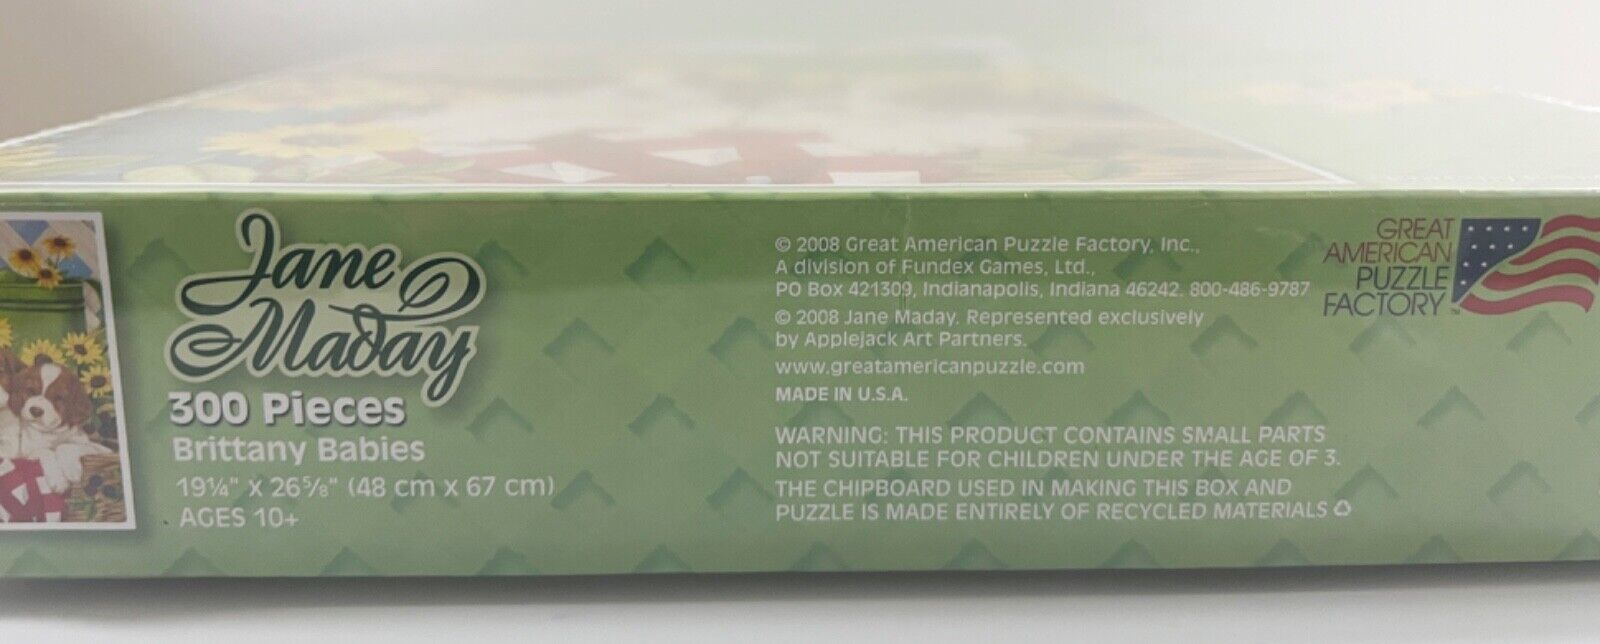 Jane
Maday
300 Pieces
Brittany Babies
19¼" x 26⅝" (48 cm x 67 cm)
AGES 10+
© 2008 Great American Puzzle Factory, Inc.,
A division of Fundex Games, Ltd.,
PO Box 421309, Indianapolis, Indiana 46242. 800-486-9787
© 2008 Jane Maday. Represented exclusively
by Applejack Art Partners.
www.greatamericanpuzzle.com
MADE IN U.S.A.
WARNING: THIS PRODUCT CONTAINS SMALL PARTS
NOT SUITABLE FOR CHILDREN UNDER THE AGE OF 3.
THE CHIPBOARD USED IN MAKING THIS BOX AND
PUZZLE IS MADE ENTIRELY OF RECYCLED MATERIALS ♻
GREAT
AMERICAN
PUZZLE
FACTORY™